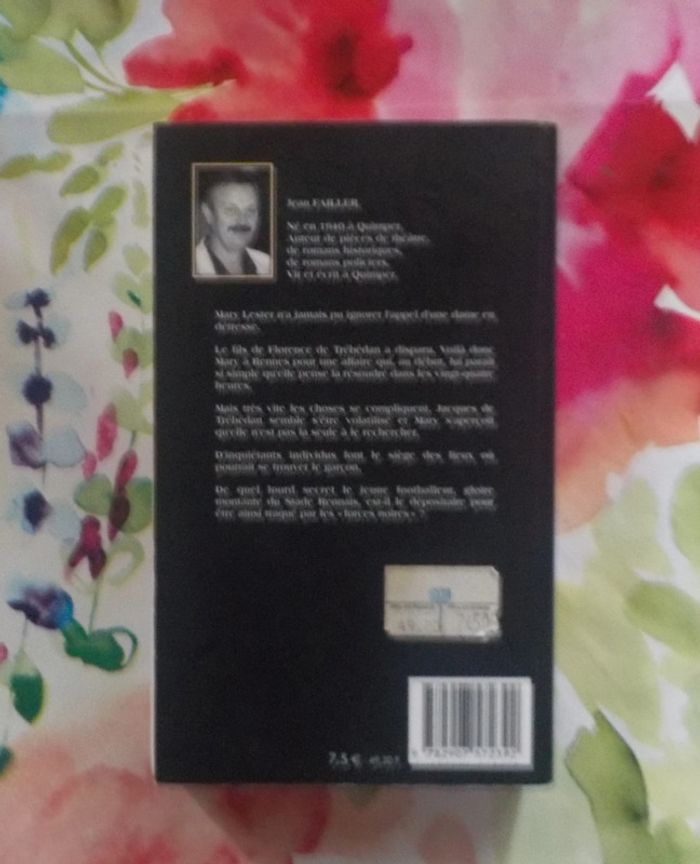 Jean FAILLER
Né en 1940 à Quimper.
Auteur de pièces de théâtre,
de romans historiques,
de romans policiers.
Vit et écrit à Quimper.
Mary Lester n'a jamais pu ignorer l'appel d'une dame en
détresse.
Le fils de Florence de Trébédan a disparu. Voilà donc
Mary à Rennes pour une affaire qui, au début, lui paraît
si simple qu'elle pense la résoudre dans les vingt-quatre
heures.
Mais très vite les choses se compliquent. Jacques de
Trébédan semble s'être volatilisé et Mary s'aperçoit
qu'elle n'est pas la seule à le rechercher.
D'inquiétants individus font le siège des lieux où
pourrait se trouver le garçon.
De quel lourd secret le jeune footballeur, gloire
montante du Stade Rennais, est-il le dépositaire pour
être ainsi traqué par les «forces noires» ?
7,5 €